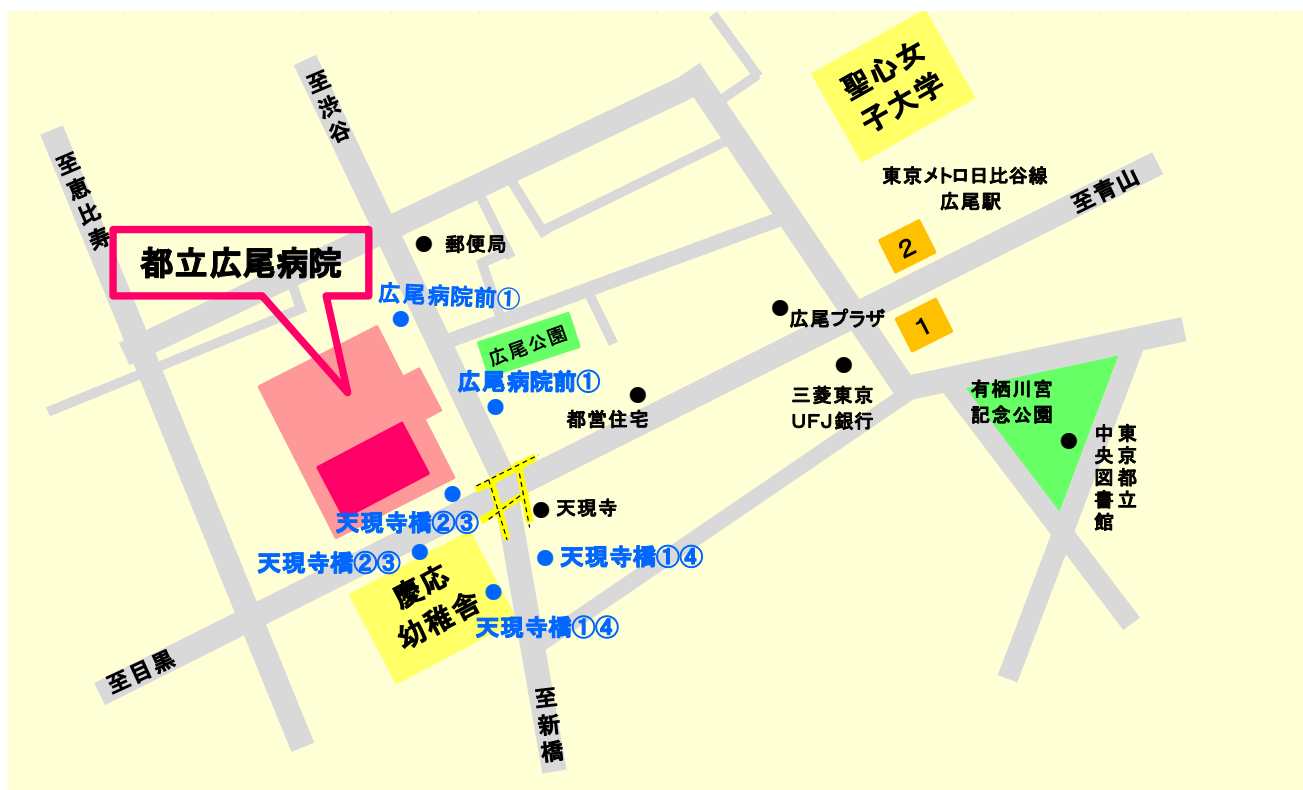 聖心女
子大学
至渋谷
至恵比寿
東京メトロ日比谷線
広尾駅
至青山
2
郵便局
都立広尾病院
広尾病院前①
広尾プラザ
1
広尾公園
広尾病院前①
三菱東京
UFJ銀行
都営住宅
有栖川宮
記念公園
東京都立
中央図書館
天現寺
天現寺橋②③
天現寺橋②③
天現寺橋①④
慶応
幼稚舎
天現寺橋①④
至目黒
至新橋